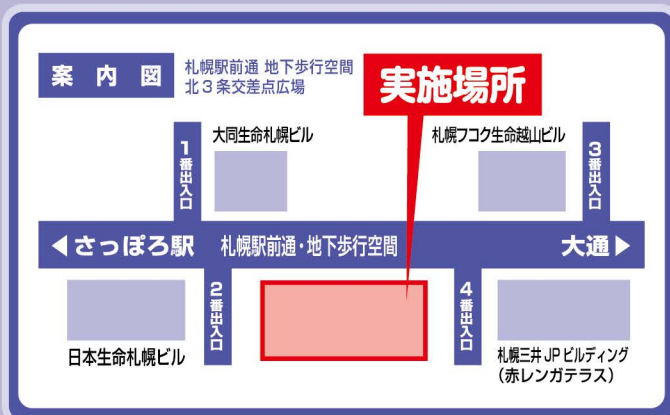 案内図
札幌駅前通 地下歩行空間
北3条交差点広場
実施場所
大同生命札幌ビル
札幌フコク生命越山ビル
1番出入口
3番出入口
◀さっぽろ駅
札幌駅前通・地下歩行空間
大通▶
2番出入口
4番出入口
日本生命札幌ビル
札幌三井JPビルディング
(赤レンガテラス)